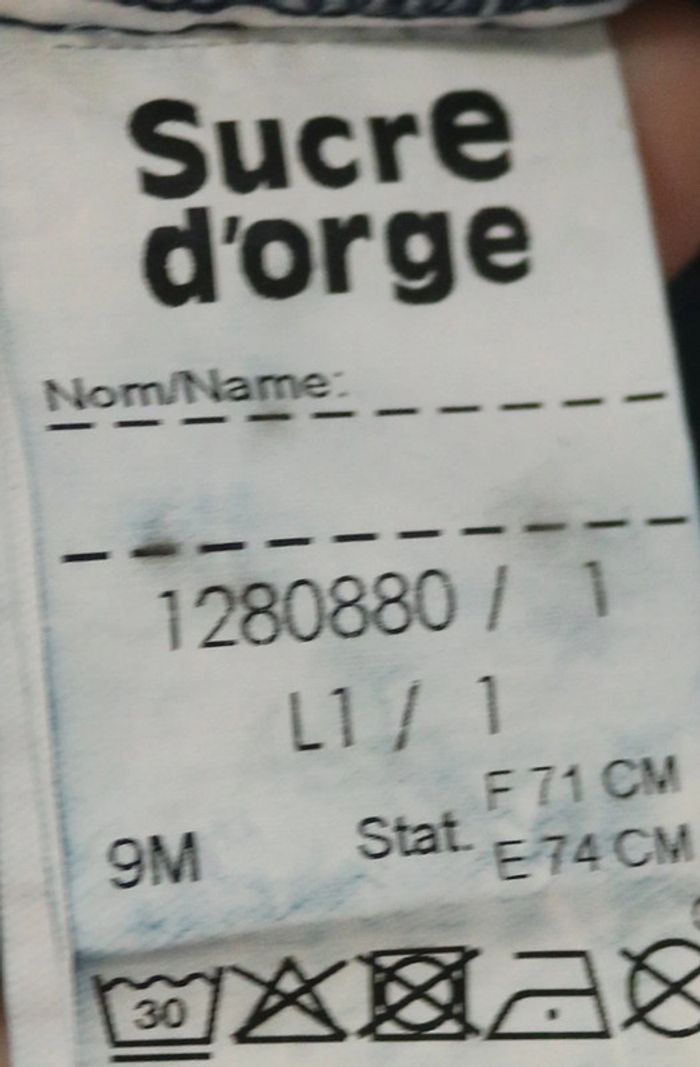 Sucre
d'orge
Nom/Name:
1280880 / 1
L1 / 1
F 71 CM
9M Stat.
E 74 CM
30